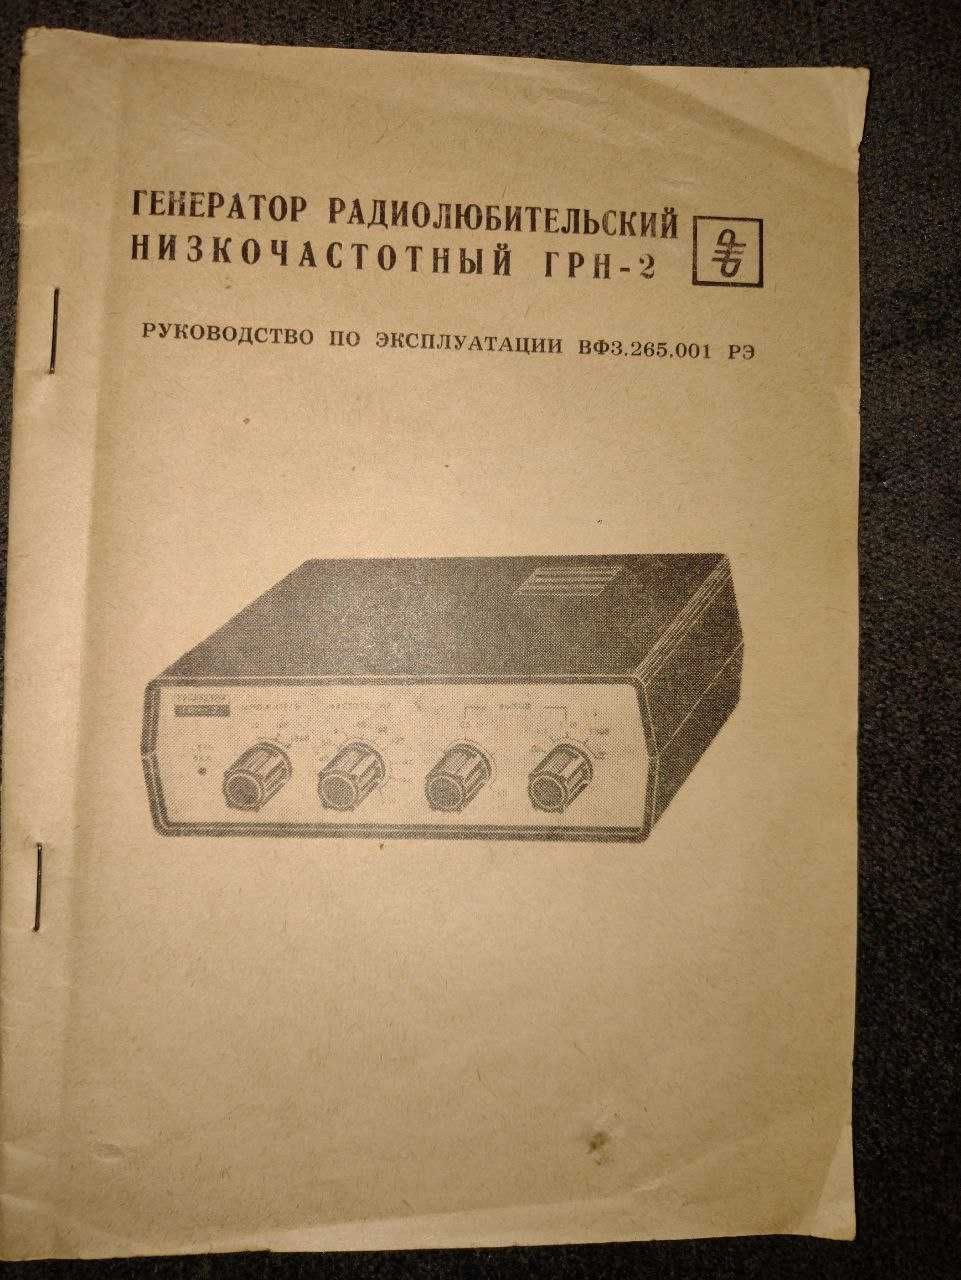 ГЕНЕРАТОР РАДИОЛЮБИТЕЛЬСКИЙ
НИЗКОЧАСТОТНЫЙ ГРН-2
РУКОВОДСТВО ПО ЭКСПЛУАТАЦИИ ВФ3.265.001 РЭ